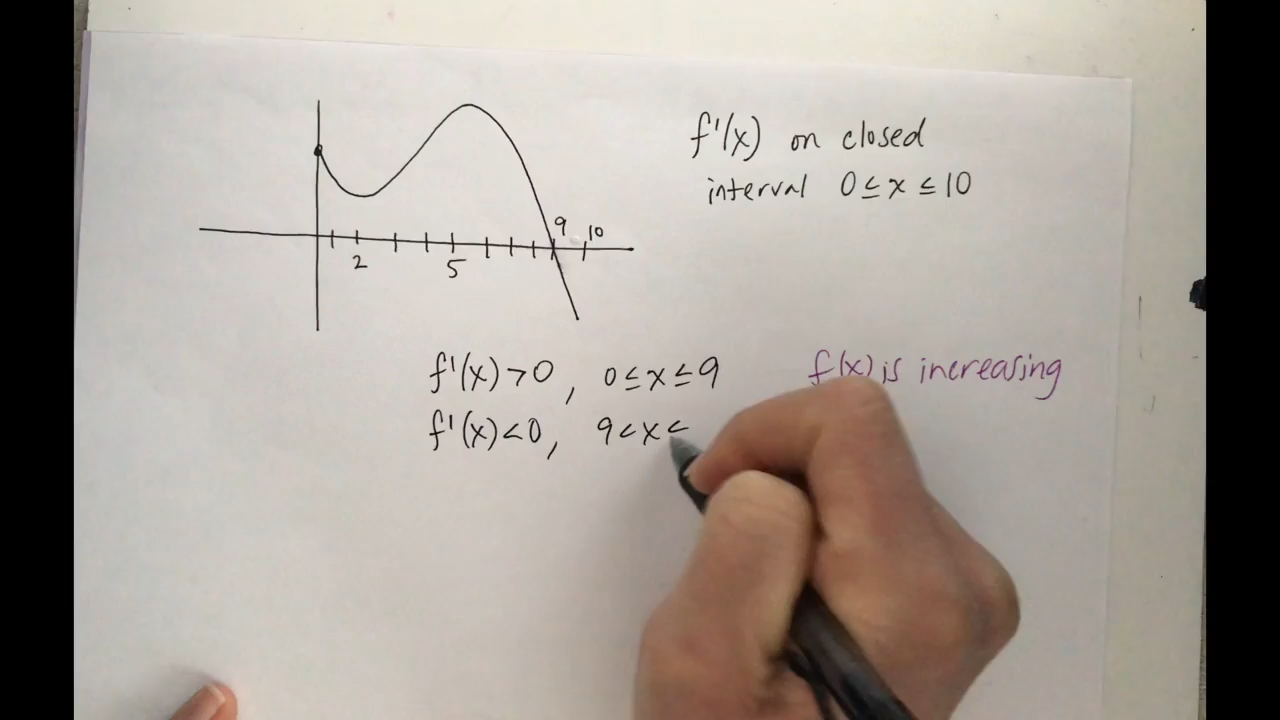 f'(x) on closed
interval 0 ≤ x ≤ 10
9
10
2
5
f'(x)>0, 0≤x≤9 f(x) is increasing
f'(x)<0, 9<x<